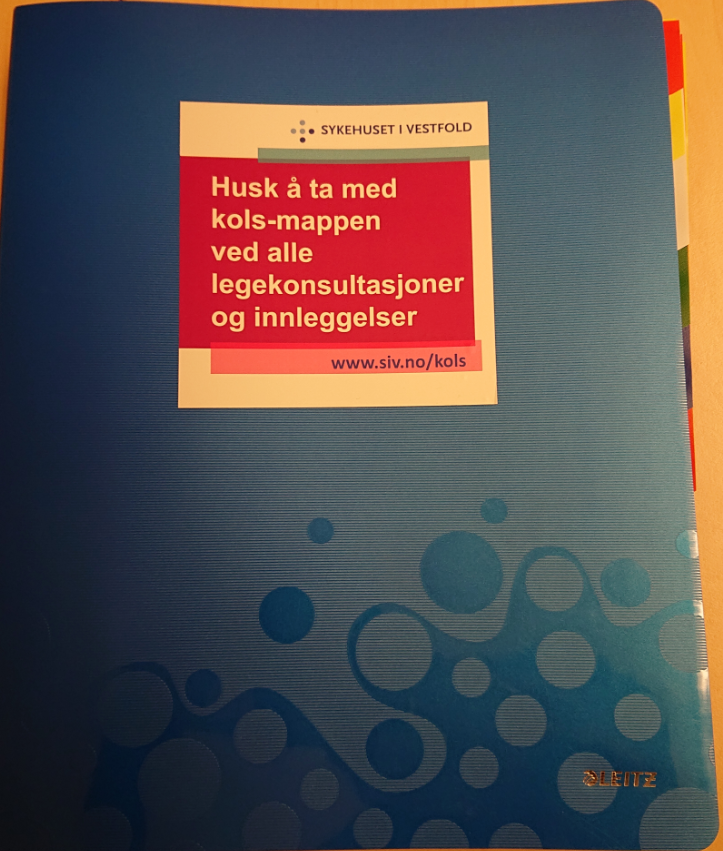 SYKEHUSET I VESTFOLD
Husk å ta med
kols-mappen
ved alle
legekonsultasjoner
og innleggelser
www.siv.no/kols
LEITZ